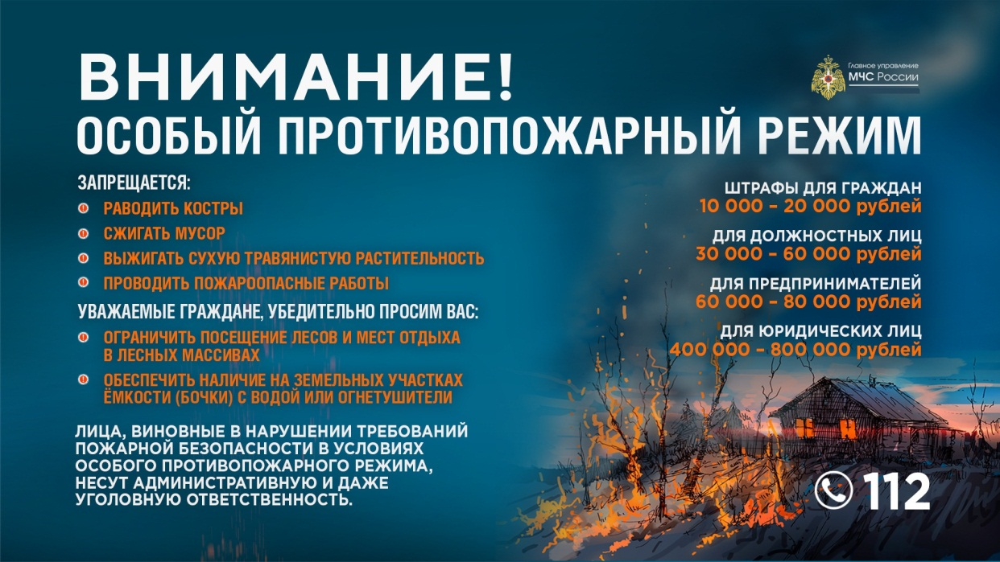 ВНИМАНИЕ!
Главное управление
МЧС России
ОСОБЫЙ ПРОТИВОПОЖАРНЫЙ РЕЖИМ
ЗАПРЕЩАЕТСЯ:
РАВОДИТЬ КОСТРЫ
СЖИГАТЬ МУСОР
ВЫЖИГАТЬ СУХУЮ ТРАВЯНИСТУЮ РАСТИТЕЛЬНОСТЬ
ПРОВОДИТЬ ПОЖАРООПАСНЫЕ РАБОТЫ
УВАЖАЕМЫЕ ГРАЖДАНЕ, УБЕДИТЕЛЬНО ПРОСИМ ВАС:
ОГРАНИЧИТЬ ПОСЕЩЕНИЕ ЛЕСОВ И МЕСТ ОТДЫХА
В ЛЕСНЫХ МАССИВАХ
ОБЕСПЕЧИТЬ НАЛИЧИЕ НА ЗЕМЕЛЬНЫХ УЧАСТКАХ
ЁМКОСТИ (БОЧКИ) С ВОДОЙ ИЛИ ОГНЕТУШИТЕЛИ
ЛИЦА, ВИНОВНЫЕ В НАРУШЕНИИ ТРЕБОВАНИЙ
ПОЖАРНОЙ БЕЗОПАСНОСТИ В УСЛОВИЯХ
ОСОБОГО ПРОТИВОПОЖАРНОГО РЕЖИМА,
НЕСУТ АДМИНИСТРАТИВНУЮ И ДАЖЕ
УГОЛОВНУЮ ОТВЕТСТВЕННОСТЬ.
ШТРАФЫ ДЛЯ ГРАЖДАН
10 000 – 20 000 рублей
ДЛЯ ДОЛЖНОСТНЫХ ЛИЦ
30 000 – 60 000 рублей
ДЛЯ ПРЕДПРИНИМАТЕЛЕЙ
60 000 – 80 000 рублей
ДЛЯ ЮРИДИЧЕСКИХ ЛИЦ
400 000 – 800 000 рублей
112